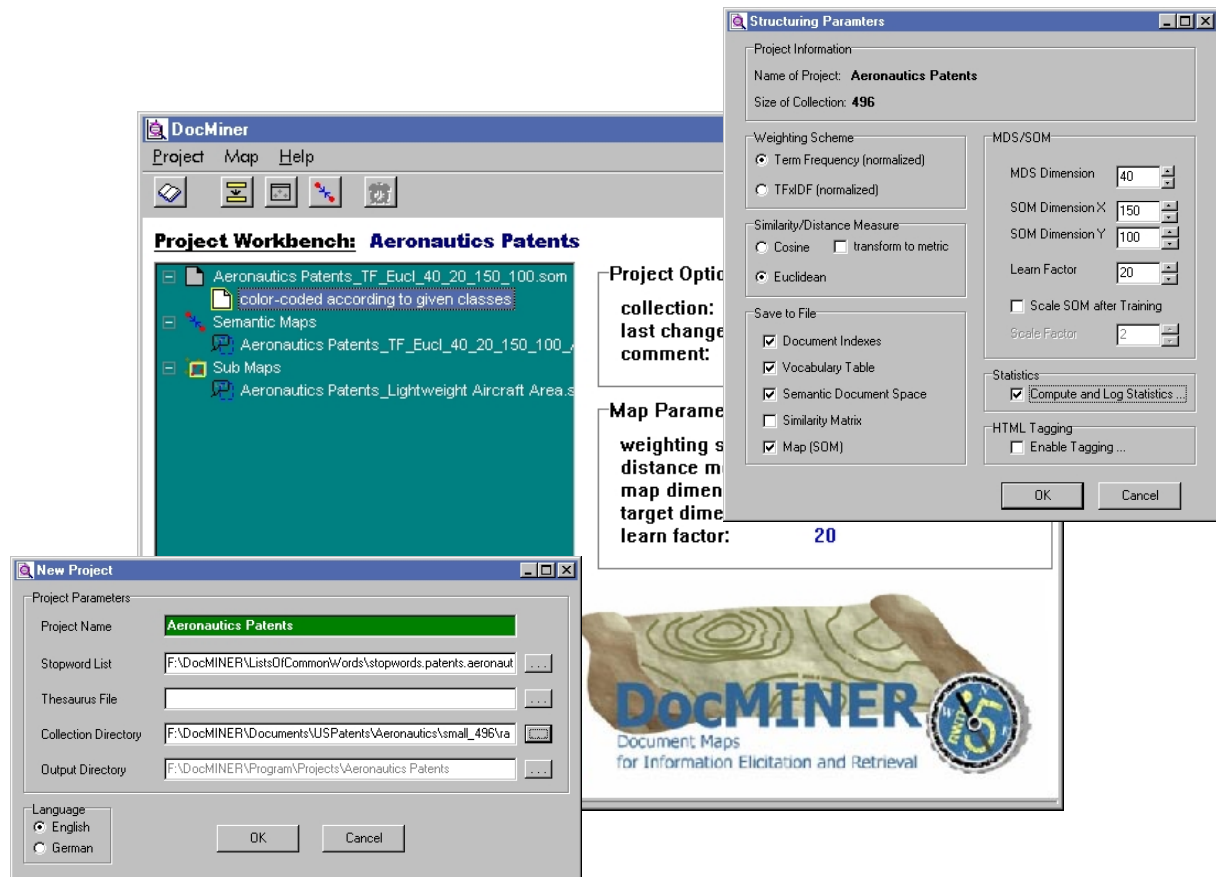 Structuring Paramters
Project Information
Name of Project: Aeronautics Patents
Size of Collection: 496
Weighting Scheme
Term Frequency (normalized)
TFxIDF (normalized)
Similarity/Distance Measure
Cosine transform to metric
Euclidean
Save to File
Document Indexes
Vocabulary Table
Semantic Document Space
Similarity Matrix
Map (SOM)
MDS/SOM
MDS Dimension 40
SOM Dimension X 150
SOM Dimension Y 100
Learn Factor 20
Scale SOM after Training
Scale Factor 2
Statistics
Compute and Log Statistics ...
HTML Tagging
Enable Tagging ...
OK Cancel
DocMiner
Project Map Help
Project Workbench: Aeronautics Patents
Aeronautics Patents_TF_Eucl_40_20_150_100.som
color-coded according to given classes
Semantic Maps
Aeronautics Patents_TF_Eucl_40_20_150_100_
Sub Maps
Aeronautics Patents_Lightweight Aircraft Area.s
Project Optio
collection:
last change
comment:
Map Parame
weighting s
distance m
map dimen
target dime
learn factor: 20
DocMINER
Document Maps
for Information Elicitation and Retrieval
New Project
Project Parameters
Project Name Aeronautics Patents
Stopword List F:\DocMINER\ListsOfCommonWords\stopwords.patents.aeronaut ...
Thesaurus File ...
Collection Directory F:\DocMINER\Documents\USPatents\Aeronautics\small_496\ra ...
Output Directory F:\DocMINER\Program\Projects\Aeronautics Patents ...
Language
English
German
OK Cancel